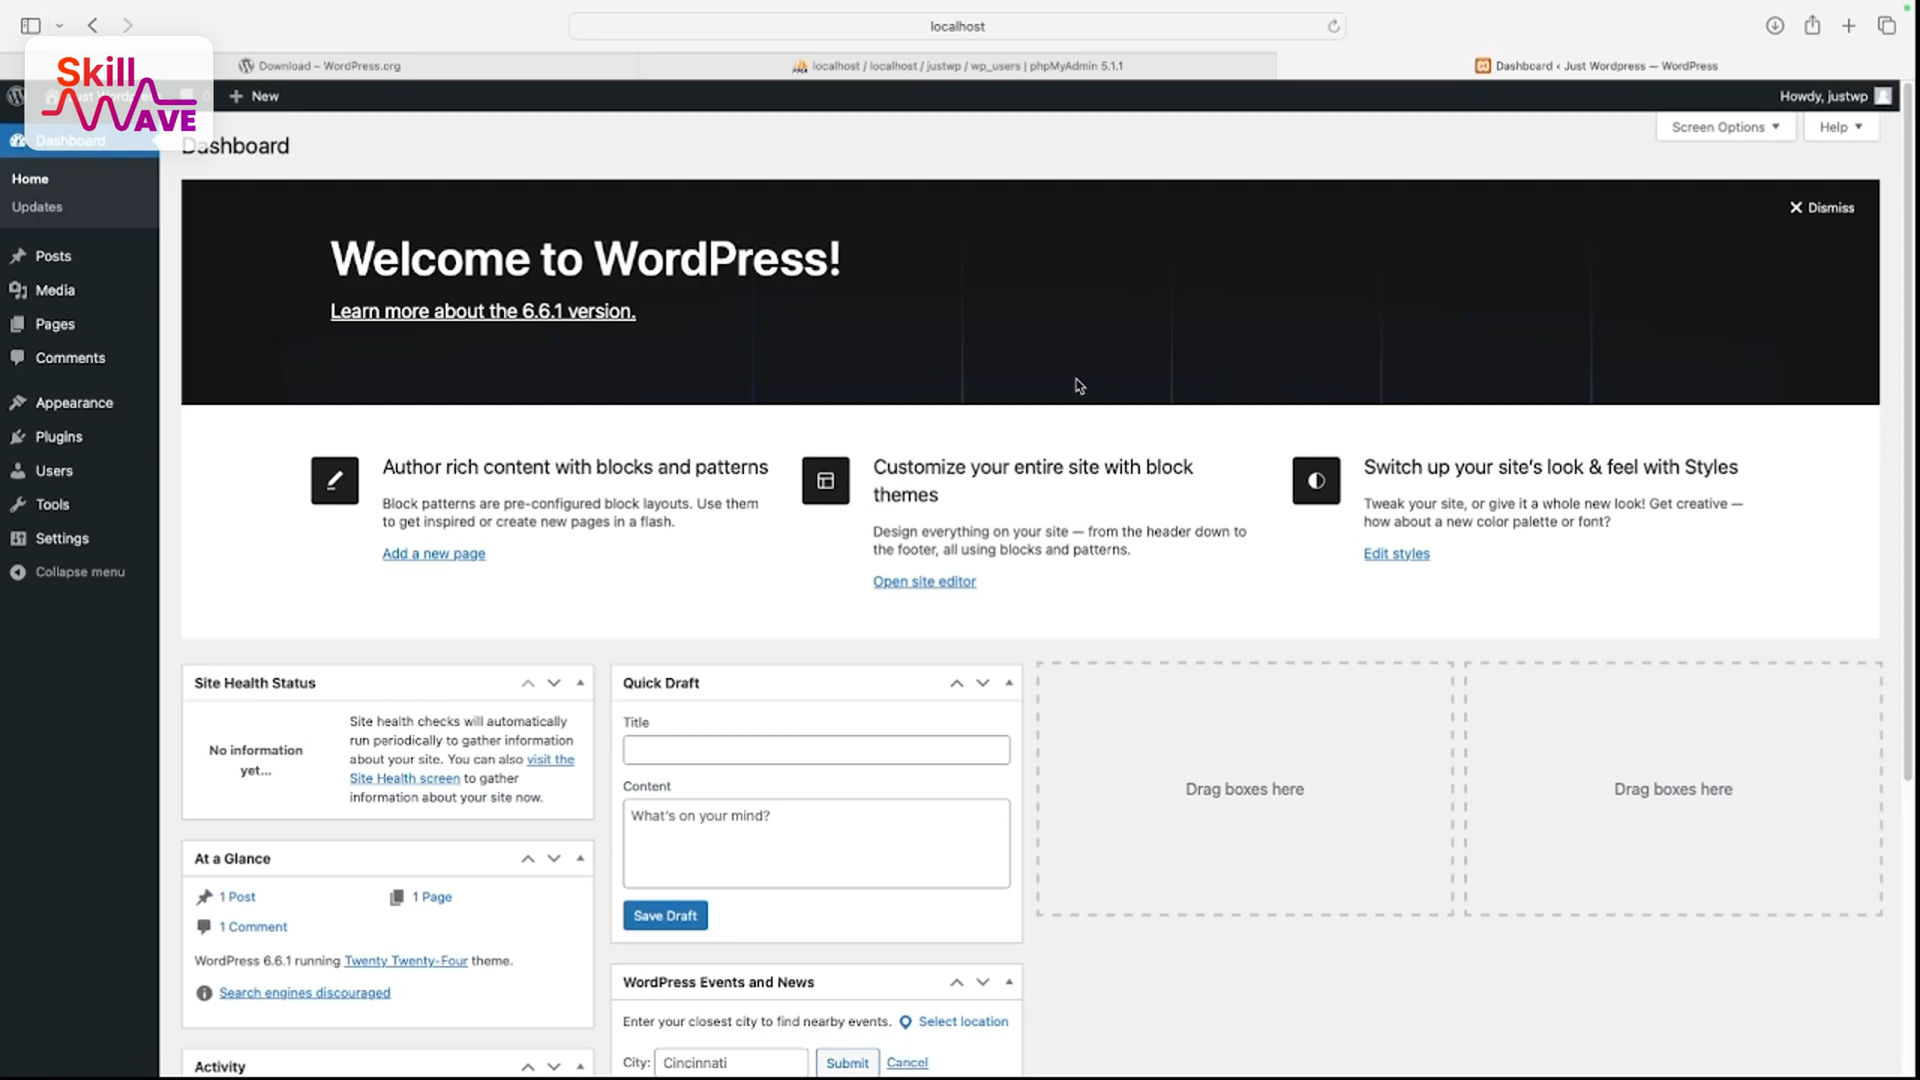 localhost
Download – WordPress.org
localhost / localhost / justwp / wp_users | phpMyAdmin 5.1.1
Dashboard ‹ Just Wordpress — WordPress
Skill
WAVE
New
Howdy, justwp
Dashboard
Dashboard
Screen Options
Help
Home
Updates
Posts
Media
Pages
Comments
Appearance
Plugins
Users
Tools
Settings
Collapse menu
Dismiss
Welcome to WordPress!
Learn more about the 6.6.1 version.
Author rich content with blocks and patterns
Block patterns are pre-configured block layouts. Use them
to get inspired or create new pages in a flash.
Add a new page
Customize your entire site with block
themes
Design everything on your site — from the header down to
the footer, all using blocks and patterns.
Open site editor
Switch up your site's look & feel with Styles
Tweak your site, or give it a whole new look! Get creative —
how about a new color palette or font?
Edit styles
Site Health Status
No information
yet...
Site health checks will automatically
run periodically to gather information
about your site. You can also visit the
Site Health screen to gather
information about your site now.
At a Glance
1 Post
1 Page
1 Comment
WordPress 6.6.1 running Twenty Twenty-Four theme.
Search engines discouraged
Activity
Quick Draft
Title
Content
What's on your mind?
Save Draft
WordPress Events and News
Enter your closest city to find nearby events. Select location
City: Cincinnati Submit Cancel
Drag boxes here
Drag boxes here